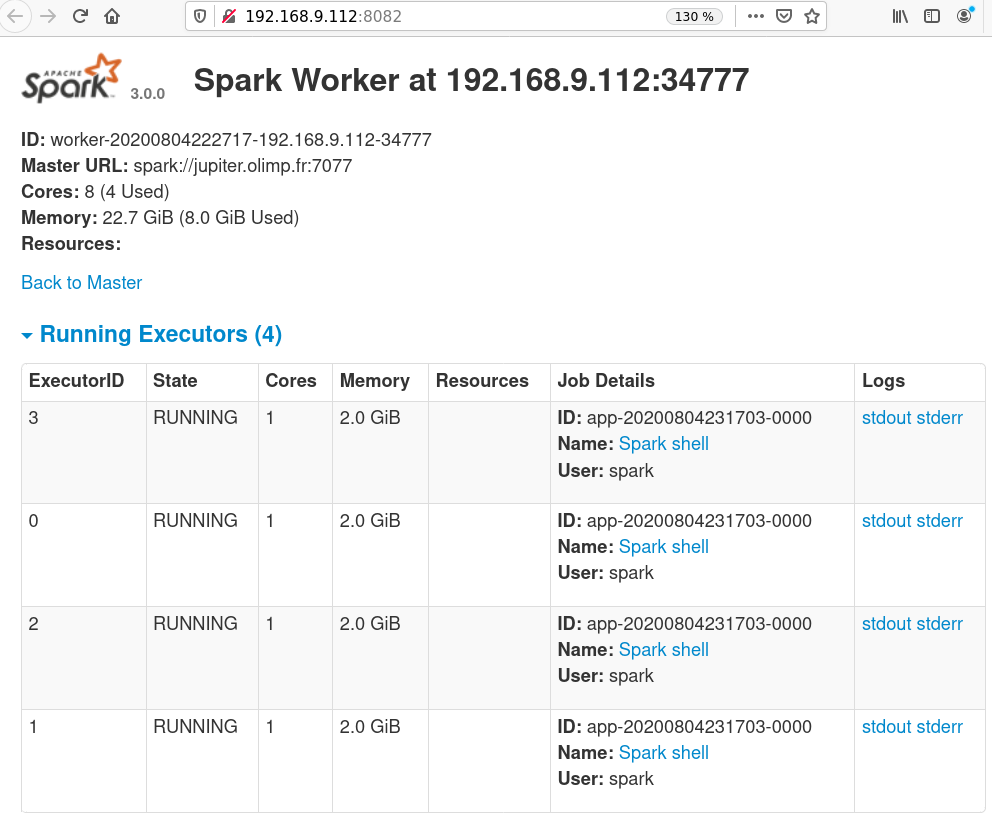 192.168.9.112:8082
130 %
APACHE
Spark 3.0.0
Spark Worker at 192.168.9.112:34777
ID: worker-20200804222717-192.168.9.112-34777
Master URL: spark://jupiter.olimp.fr:7077
Cores: 8 (4 Used)
Memory: 22.7 GiB (8.0 GiB Used)
Resources:
Back to Master
Running Executors (4)
ExecutorID State Cores Memory Resources Job Details Logs
3 RUNNING 1 2.0 GiB ID: app-20200804231703-0000 stdout stderr
Name: Spark shell
User: spark
0 RUNNING 1 2.0 GiB ID: app-20200804231703-0000 stdout stderr
Name: Spark shell
User: spark
2 RUNNING 1 2.0 GiB ID: app-20200804231703-0000 stdout stderr
Name: Spark shell
User: spark
1 RUNNING 1 2.0 GiB ID: app-20200804231703-0000 stdout stderr
Name: Spark shell
User: spark